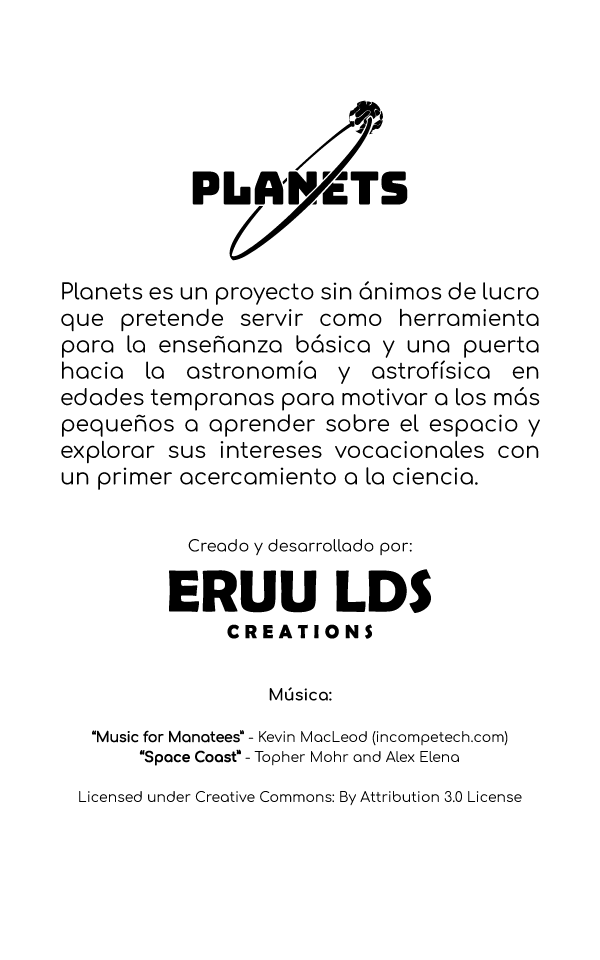 PLANETS
Planets es un proyecto sin ánimos de lucro
que pretende servir como herramienta
para la enseñanza básica y una puerta
hacia la astronomía y astrofísica en
edades tempranas para motivar a los más
pequeños a aprender sobre el espacio y
explorar sus intereses vocacionales con
un primer acercamiento a la ciencia.
Creado y desarrollado por:
ERUU LDS
CREATIONS
Música:
“Music for Manatees” - Kevin MacLeod (incompetech.com)
“Space Coast” - Topher Mohr and Alex Elena
Licensed under Creative Commons: By Attribution 3.0 License